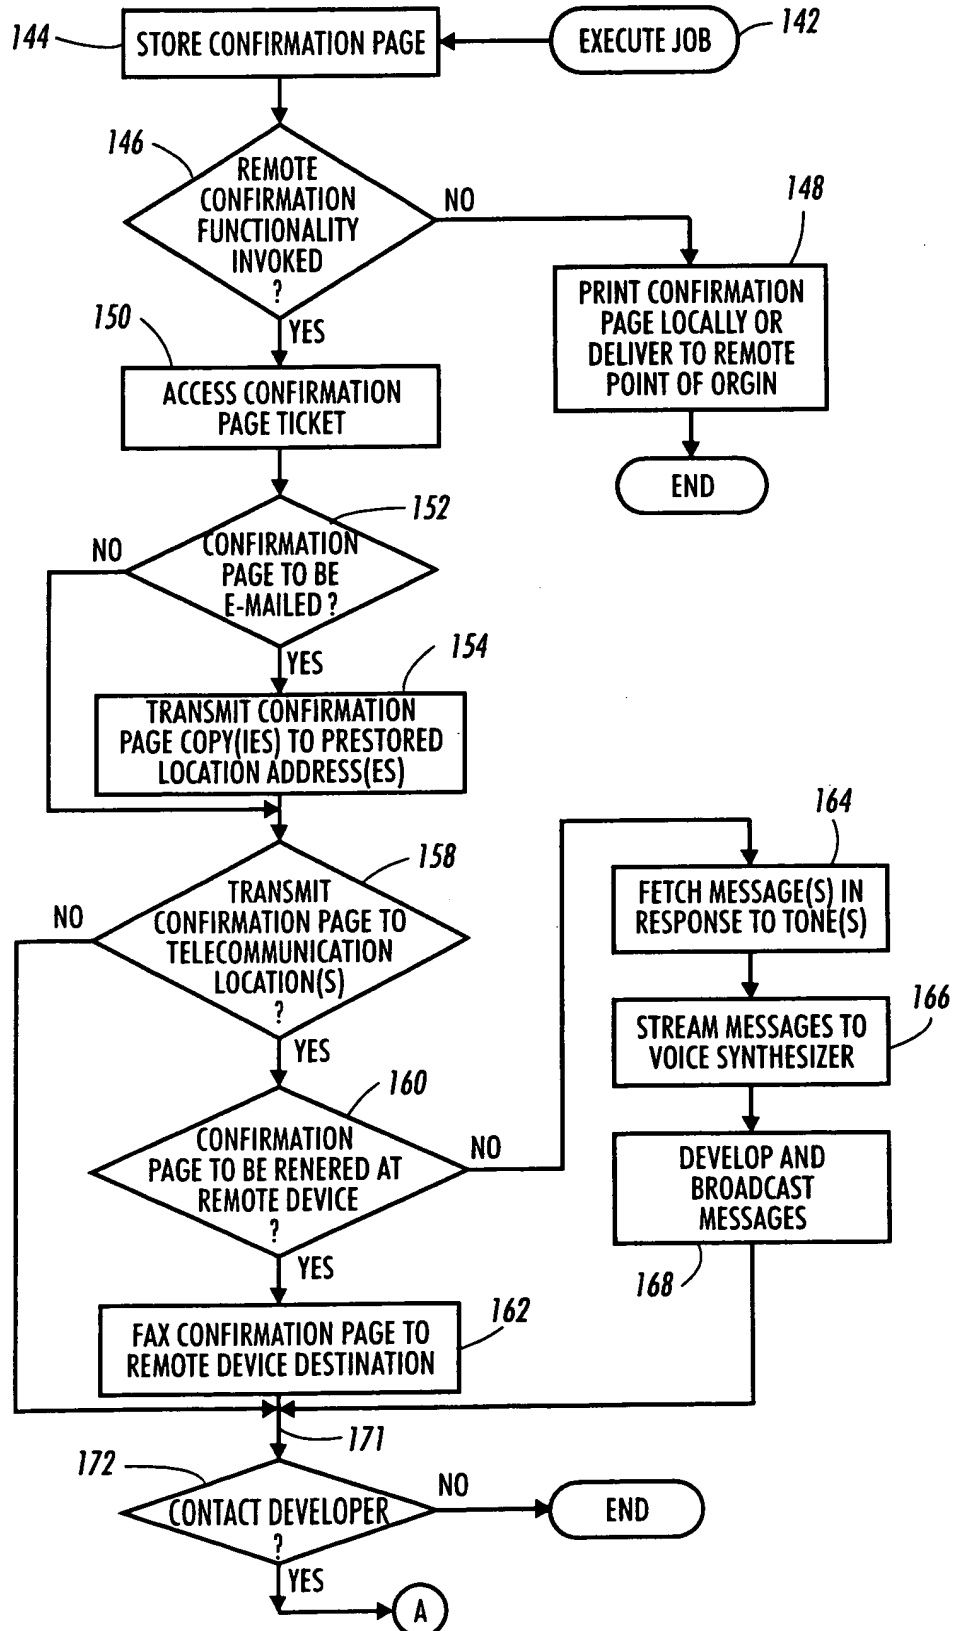 144
STORE CONFIRMATION PAGE
EXECUTE JOB
142
146
REMOTE
CONFIRMATION
FUNCTIONALITY
INVOKED
?
NO
148
PRINT CONFIRMATION
PAGE LOCALLY OR
DELIVER TO REMOTE
POINT OF ORGIN
END
YES
150
ACCESS CONFIRMATION
PAGE TICKET
152
NO
CONFIRMATION
PAGE TO BE
E-MAILED ?
YES
154
TRANSMIT CONFIRMATION
PAGE COPY(IES) TO PRESTORED
LOCATION ADDRESS(ES)
158
NO
TRANSMIT
CONFIRMATION PAGE TO
TELECOMMUNICATION
LOCATION(S)
?
YES
160
CONFIRMATION
PAGE TO BE RENERED AT
REMOTE DEVICE
?
NO
164
FETCH MESSAGE(S) IN
RESPONSE TO TONE(S)
166
STREAM MESSAGES TO
VOICE SYNTHESIZER
DEVELOP AND
BROADCAST
MESSAGES
168
YES
162
FAX CONFIRMATION PAGE TO
REMOTE DEVICE DESTINATION
171
172
CONTACT DEVELOPER
?
NO
END
YES
A